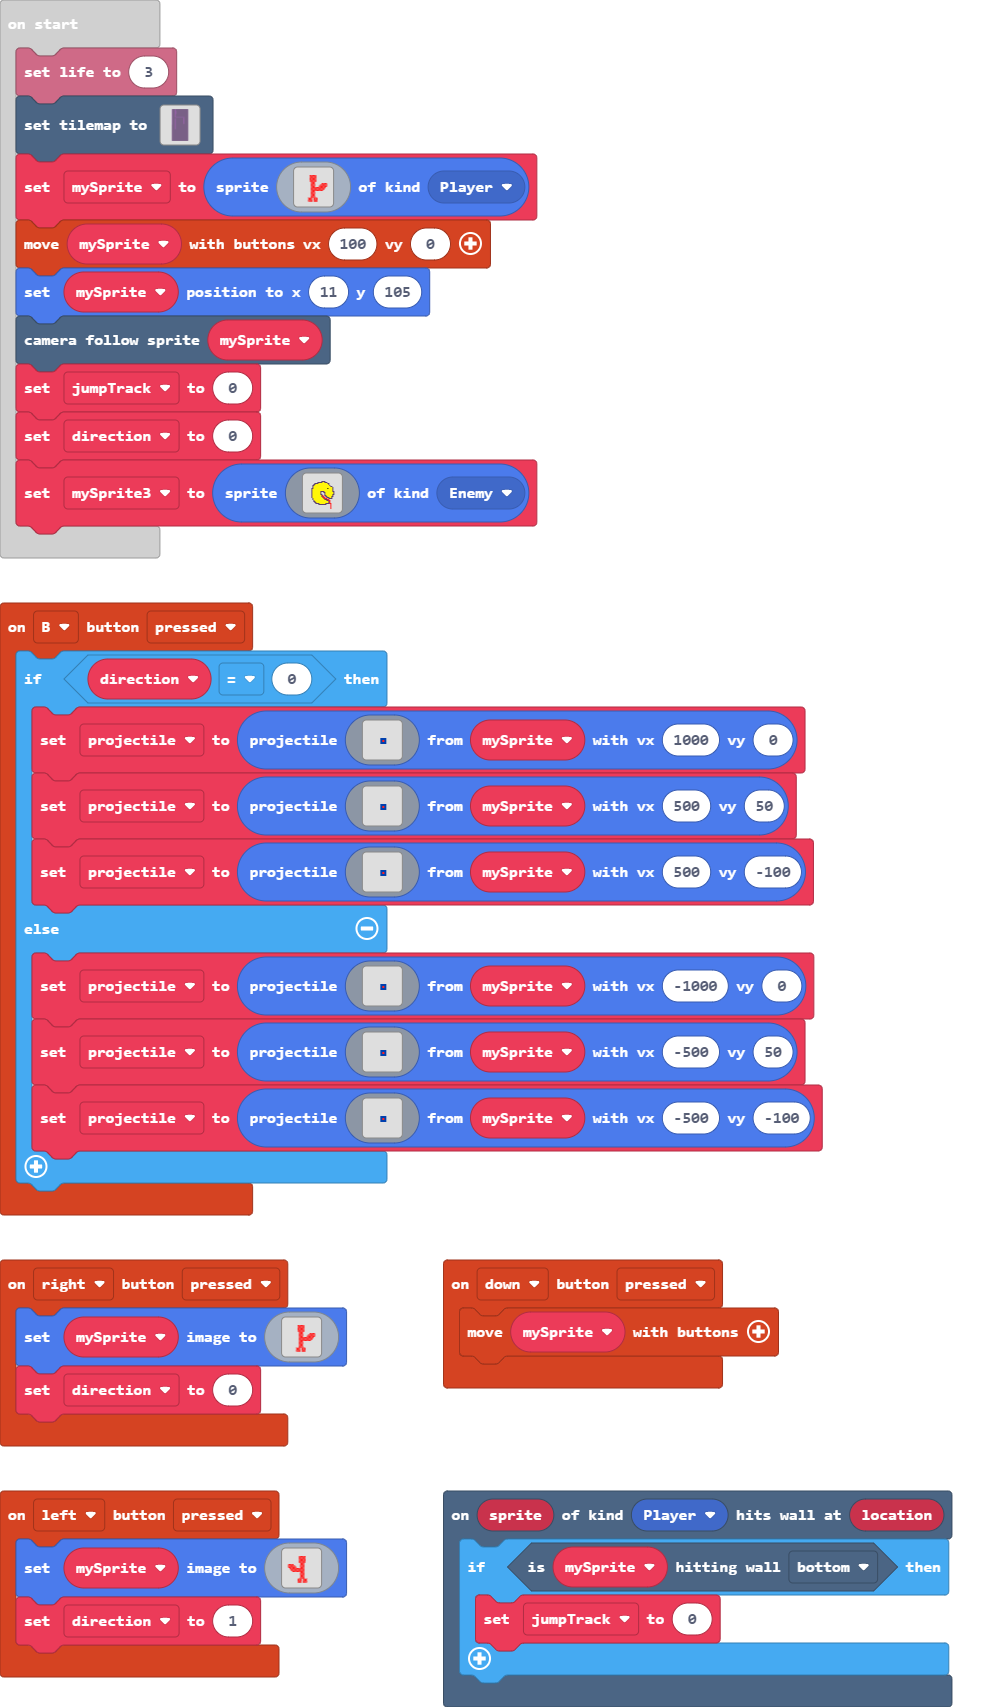 on start
set life to 3
set tilemap to
set mySprite to sprite of kind Player
move mySprite with buttons vx 100 vy 0
set mySprite position to x 11 y 105
camera follow sprite mySprite
set jumpTrack to 0
set direction to 0
set mySprite3 to sprite of kind Enemy
on B button pressed
if direction = 0 then
set projectile to projectile from mySprite with vx 1000 vy 0
set projectile to projectile from mySprite with vx 500 vy 50
set projectile to projectile from mySprite with vx 500 vy -100
else
set projectile to projectile from mySprite with vx -1000 vy 0
set projectile to projectile from mySprite with vx -500 vy 50
set projectile to projectile from mySprite with vx -500 vy -100
on right button pressed
set mySprite image to
set direction to 0
on down button pressed
move mySprite with buttons
on left button pressed
set mySprite image to
set direction to 1
on sprite of kind Player hits wall at location
if is mySprite hitting wall bottom then
set jumpTrack to 0